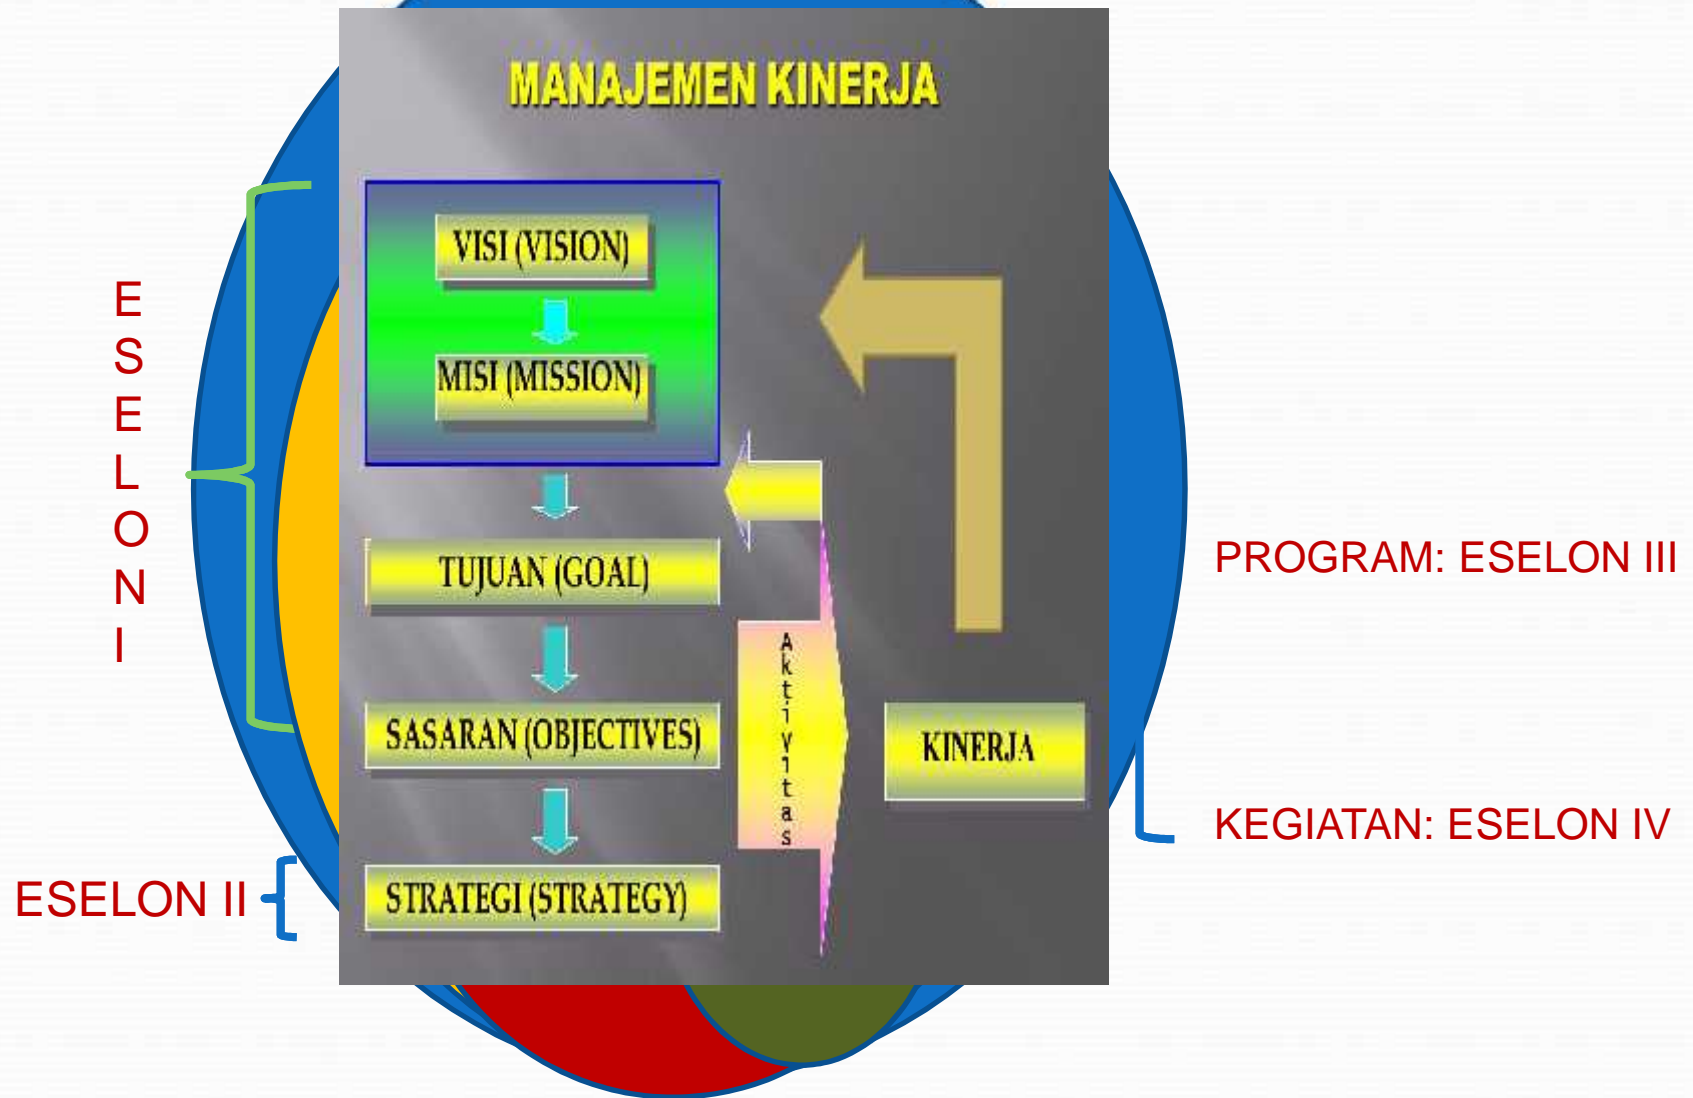 MANAJEMEN KINERJA
E
S
E
L
O
N
I
VISI (VISION)
MISI (MISSION)
TUJUAN (GOAL)
SASARAN (OBJECTIVES)
STRATEGI (STRATEGY)
ESELON II
Aktivitas
KINERJA
PROGRAM: ESELON III
KEGIATAN: ESELON IV